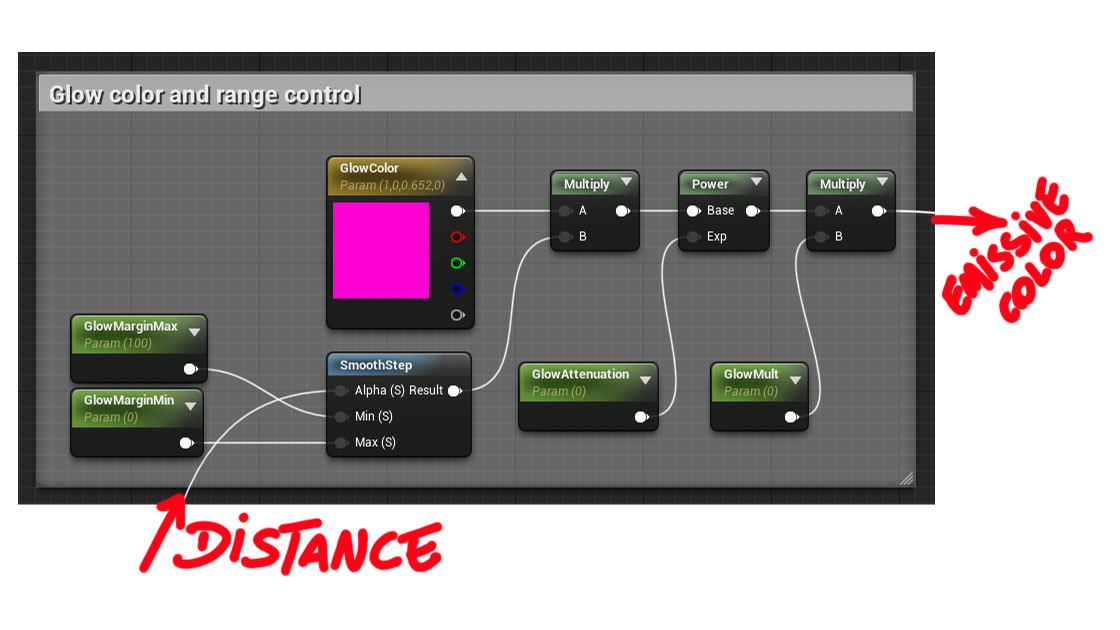 Glow color and range control
GlowColor
Param (1,0,0.652,0)
Multiply
A
B
Power
Base
Exp
Multiply
A
B
EMISSIVE
COLOR
GlowMarginMax
Param (100)
GlowMarginMin
Param (0)
SmoothStep
Alpha (S) Result
Min (S)
Max (S)
GlowAttenuation
Param (0)
GlowMult
Param (0)
DISTANCE